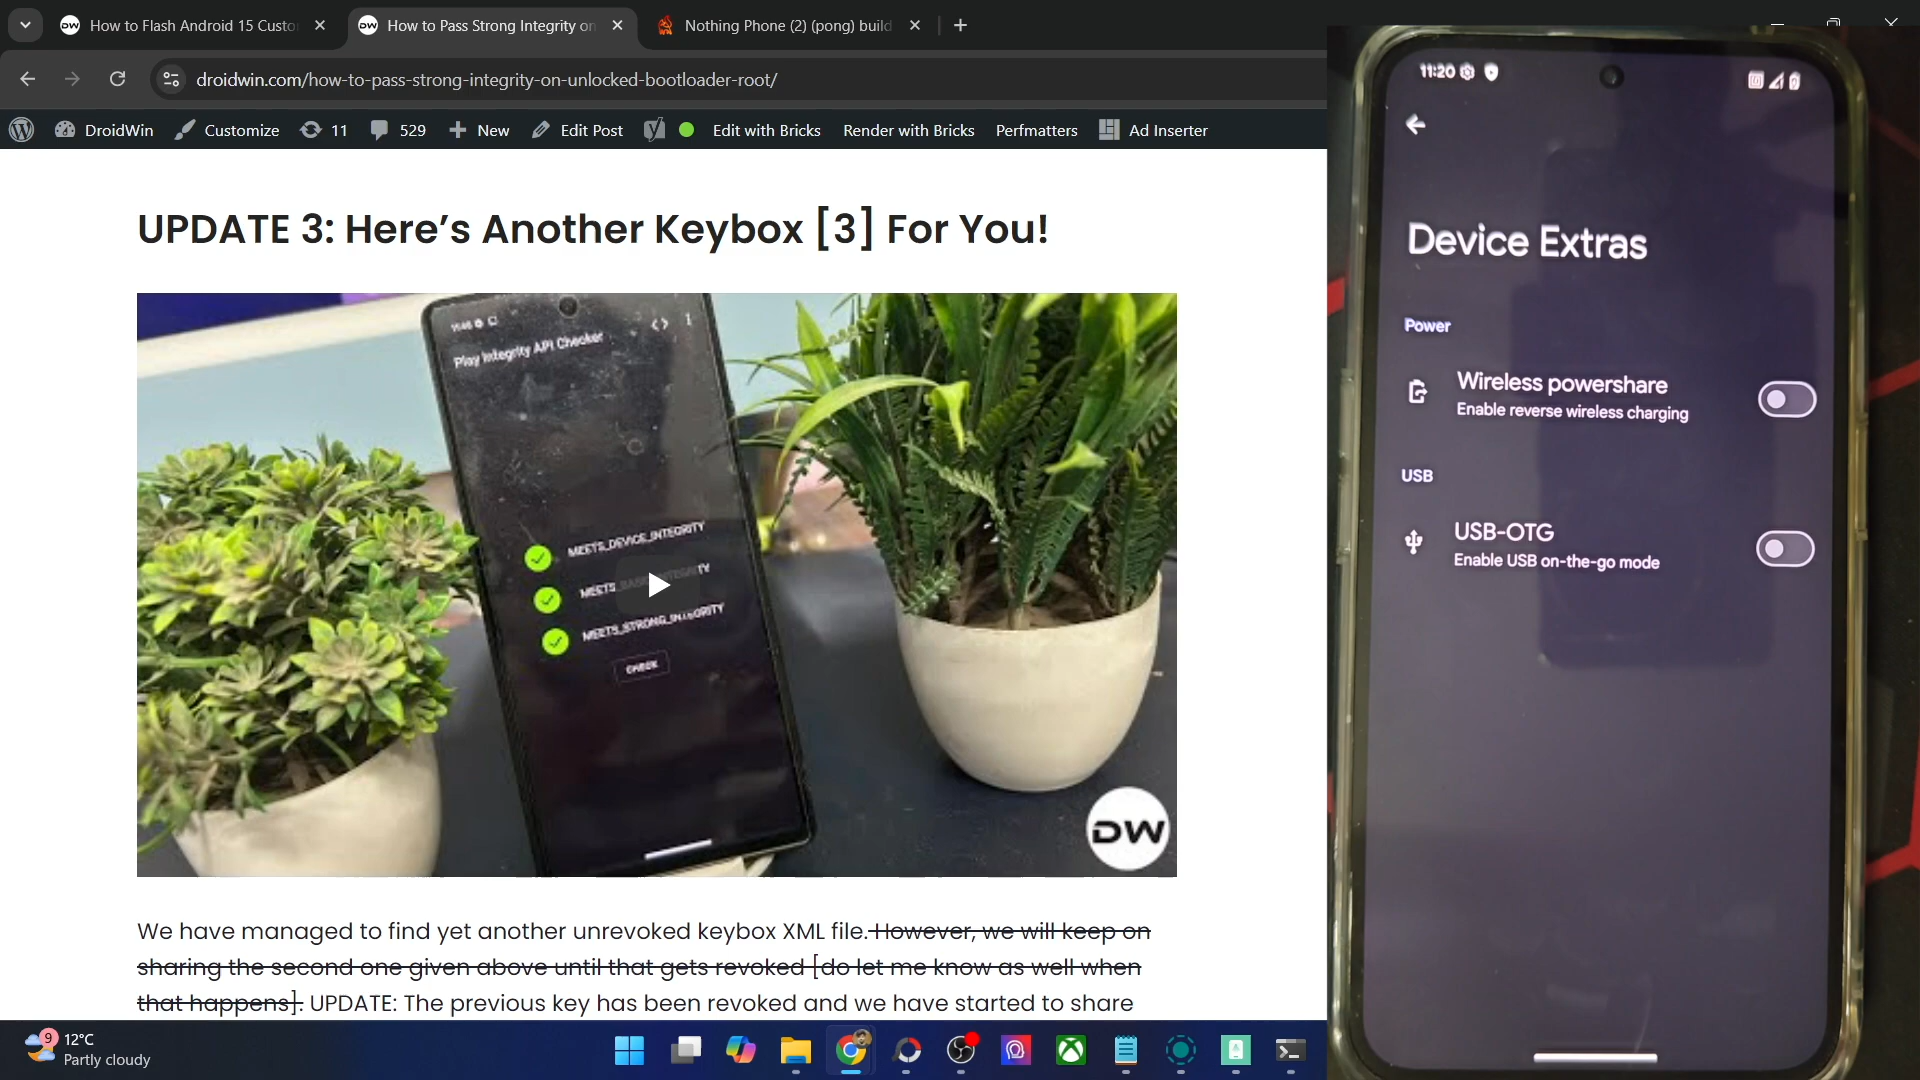 How to Flash Android 15 Custo
How to Pass Strong Integrity on
Nothing Phone (2) (pong) build
droidwin.com/how-to-pass-strong-integrity-on-unlocked-bootloader-root/
DroidWin
Customize
11
529
New
Edit Post
Edit with Bricks
Render with Bricks
Perfmatters
Ad Inserter
UPDATE 3: Here’s Another Keybox [3] For You!
Play Integrity API Checker
MEETS_DEVICE_INTEGRITY
MEETS_BASIC_INTEGRITY
MEETS_STRONG_INTEGRITY
CHECK
DW
We have managed to find yet another unrevoked keybox XML file. However, we will keep on
sharing the second one given above until that gets revoked [do let me know as well when
that happens]. UPDATE: The previous key has been revoked and we have started to share
9
12°C
Partly cloudy
11:20
Device Extras
Power
Wireless powershare
Enable reverse wireless charging
USB
USB-OTG
Enable USB on-the-go mode